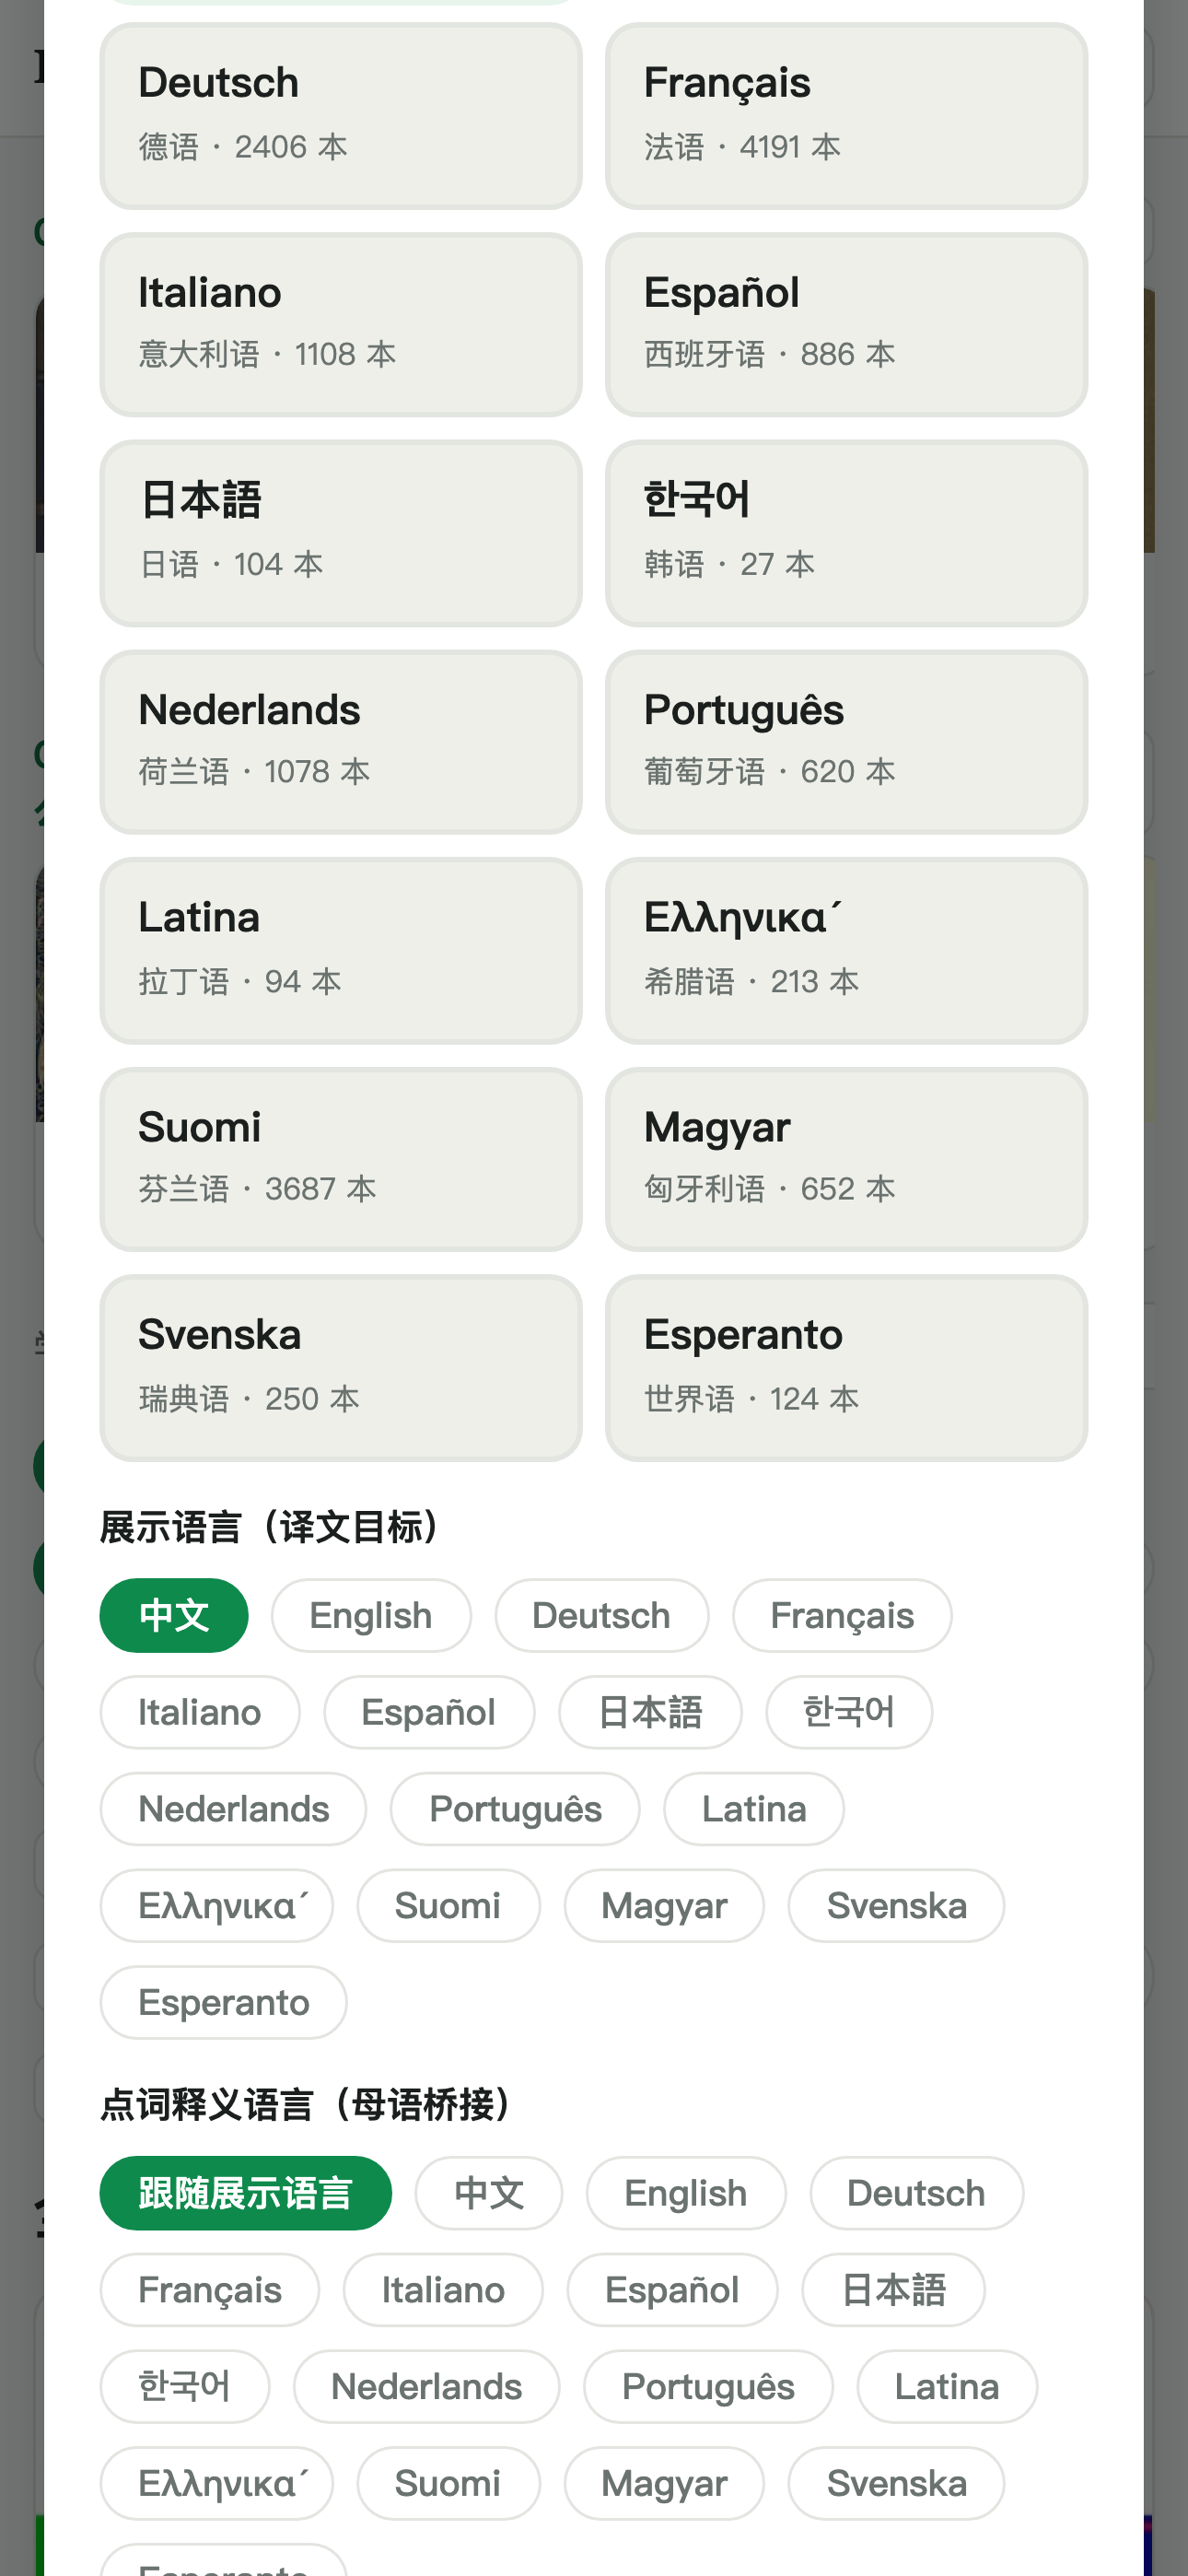 Deutsch
德语 · 2406 本
Français
法语 · 4191 本
Italiano
意大利语 · 1108 本
Español
西班牙语 · 886 本
日本語
日语 · 104 本
한국어
韩语 · 27 本
Nederlands
荷兰语 · 1078 本
Português
葡萄牙语 · 620 本
Latina
拉丁语 · 94 本
Ελληνικα´
希腊语 · 213 本
Suomi
芬兰语 · 3687 本
Magyar
匈牙利语 · 652 本
Svenska
瑞典语 · 250 本
Esperanto
世界语 · 124 本
展示语言（译文目标）
中文 English Deutsch Français
Italiano Español 日本語 한국어
Nederlands Português Latina
Ελληνικα´ Suomi Magyar Svenska
Esperanto
点词释义语言（母语桥接）
跟随展示语言 中文 English Deutsch
Français Italiano Español 日本語
한국어 Nederlands Português Latina
Ελληνικα´ Suomi Magyar Svenska
Esperanto